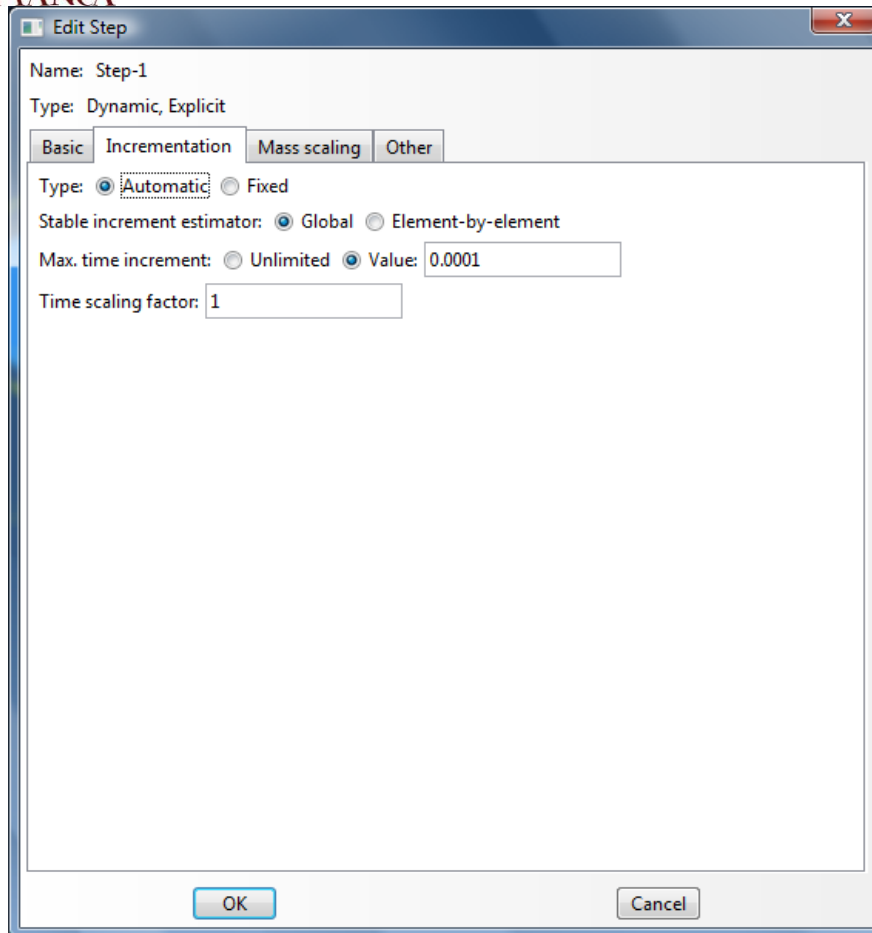 Edit Step
Name: Step-1
Type: Dynamic, Explicit
Basic Incrementation Mass scaling Other
Type: Automatic Fixed
Stable increment estimator: Global Element-by-element
Max. time increment: Unlimited Value: 0.0001
Time scaling factor: 1
OK Cancel